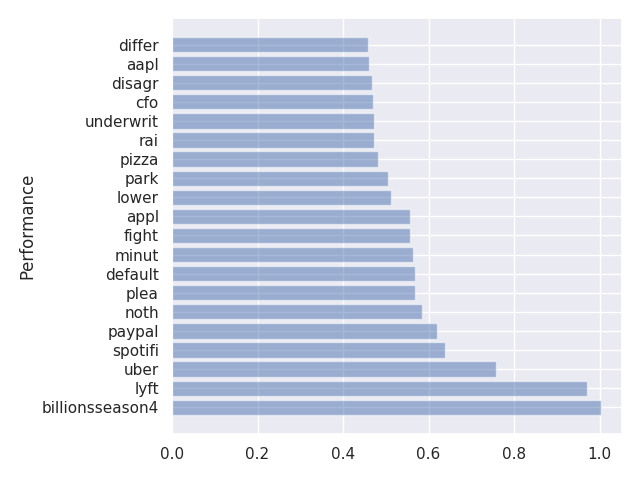 Performance
differ
aapl
disagr
cfo
underwrit
rai
pizza
park
lower
appl
fight
minut
default
plea
noth
paypal
spotifi
uber
lyft
billionsseason4
0.0 0.2 0.4 0.6 0.8 1.0